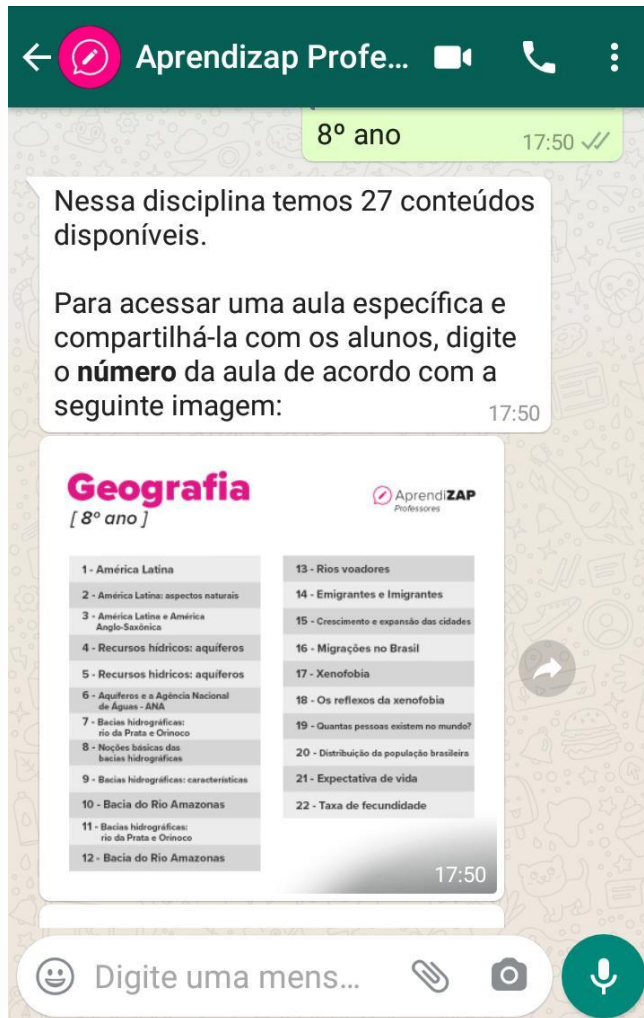 Aprendizap Profe...
8º ano
17:50
Nessa disciplina temos 27 conteúdos
disponíveis.
Para acessar uma aula específica e
compartilhá-la com os alunos, digite
o número da aula de acordo com a
seguinte imagem:
17:50
Geografia
[ 8º ano ]
AprendiZAP
Professores
1 - América Latina
2 - América Latina: aspectos naturais
3 - América Latina e América
Anglo-Saxônica
4 - Recursos hídricos: aquíferos
5 - Recursos hidricos: aquíferos
6 - Aquíferos e a Agência Nacional
de Águas - ANA
7 - Bacias hidrográficas:
rio da Prata e Orinoco
8 - Noções básicas das
bacias hidrográficas
9 - Bacias hidrográficas: características
10 - Bacia do Rio Amazonas
11 - Bacias hidrográficas:
rio da Prata e Orinoco
12 - Bacia do Rio Amazonas
13 - Rios voadores
14 - Emigrantes e Imigrantes
15 - Crescimento e expansão das cidades
16 - Migrações no Brasil
17 - Xenofobia
18 - Os reflexos da xenofobia
19 - Quantas pessoas existem no mundo?
20 - Distribuição da população brasileira
21 - Expectativa de vida
22 - Taxa de fecundidade
17:50
Digite uma mens...